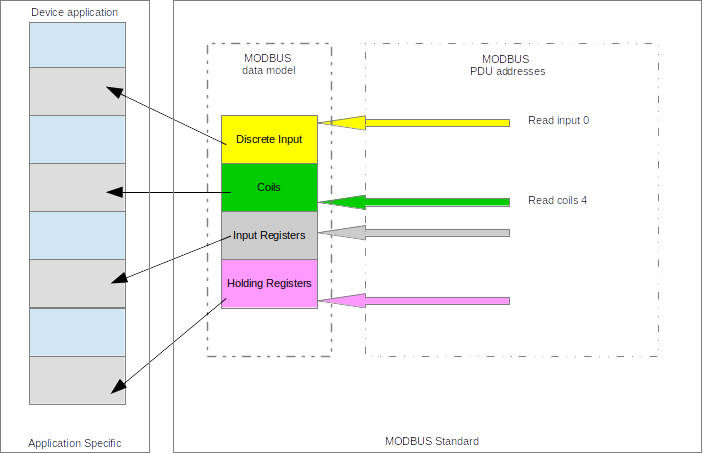 Device application
MODBUS
data model
MODBUS
PDU addresses
Discrete Input
Read input 0
Coils
Read coils 4
Input Registers
Holding Registers
Application Specific
MODBUS Standard